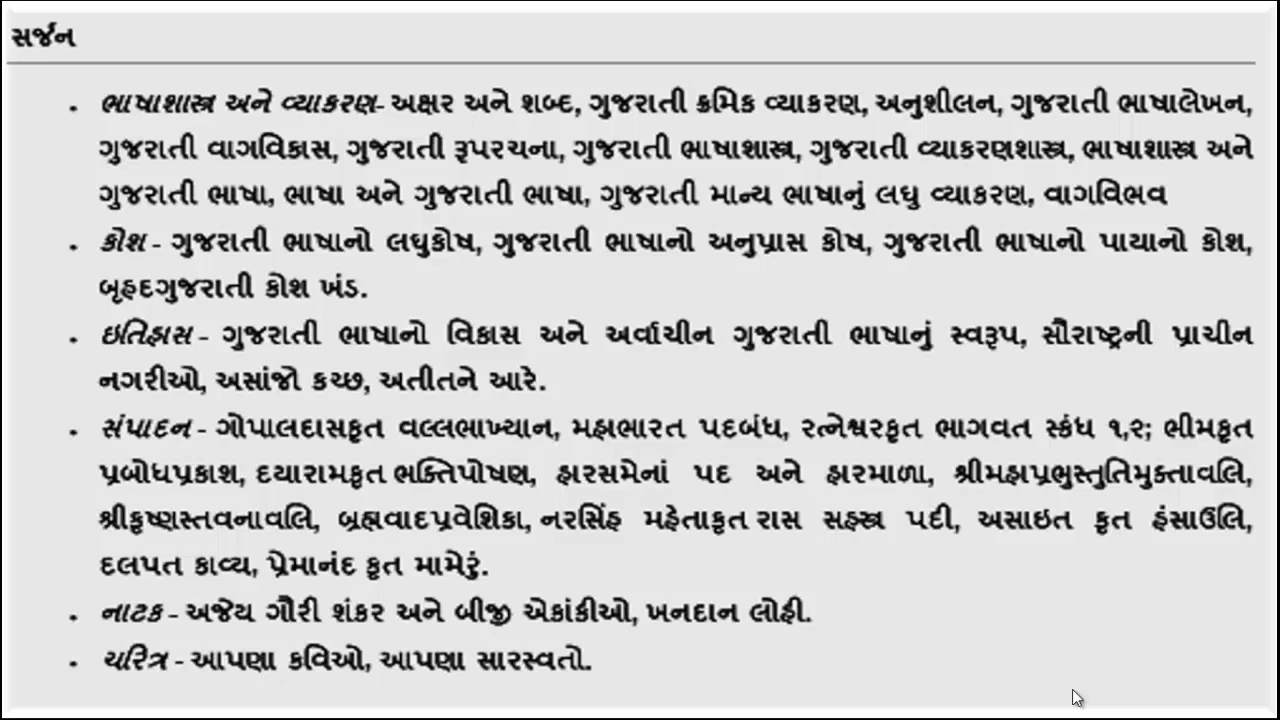 સર્જન
• ભાષાશાસ્ત્ર અને વ્યાકરણ- અક્ષર અને શબ્દ, ગુજરાતી ક્રમિક વ્યાકરણ, અનુશીલન, ગુજરાતી ભાષાલેખન,
ગુજરાતી વાગવિકાસ, ગુજરાતી રૂપરચના, ગુજરાતી ભાષાશાસ્ત્ર, ગુજરાતી વ્યાકરણશાસ્ત્ર, ભાષાશાસ્ત્ર અને
ગુજરાતી ભાષા, ભાષા અને ગુજરાતી ભાષા, ગુજરાતી માન્ય ભાષાનું લઘુ વ્યાકરણ, વાગવિભવ
• કોશ - ગુજરાતી ભાષાનો લઘુકોષ, ગુજરાતી ભાષાનો અનુપ્રાસ કોષ, ગુજરાતી ભાષાનો પાયાનો કોશ,
બૃહદગુજરાતી કોશ ખંડ.
• ઇતિહાસ - ગુજરાતી ભાષાનો વિકાસ અને અર્વાચીન ગુજરાતી ભાષાનું સ્વરૂપ, સૌરાષ્ટ્રની પ્રાચીન
નગરીઓ, અસાંજો કચ્છ, અતીતને આરે.
• સંપાદન - ગોપાલદાસકૃત વલ્લભાખ્યાન, મહાભારત પદબંધ, રત્નેશ્વરકૃત ભાગવત સ્કંધ ૧,૨; ભીમકૃત
પ્રબોધપ્રકાશ, દયારામકૃત ભક્તિપોષણ, હારસમેનાં પદ અને હારમાળા, શ્રીમહાપ્રભુસ્તુતિમુક્તાવલિ,
શ્રીકૃષ્ણસ્તવનાવલિ, બ્રહ્મવાદપ્રવેશિકા, નરસિંહ મહેતાકૃત રાસ સહસ્ત્ર પદી, અસાઇત કૃત હંસાઉલિ,
દલપત કાવ્ય, પ્રેમાનંદ કૃત મામેરું.
• નાટક - અજેય ગૌરી શંકર અને બીજી એકાંકીઓ, ખનદાન લોહી.
• ચરિત્ર - આપણા કવિઓ, આપણા સારસ્વતો.